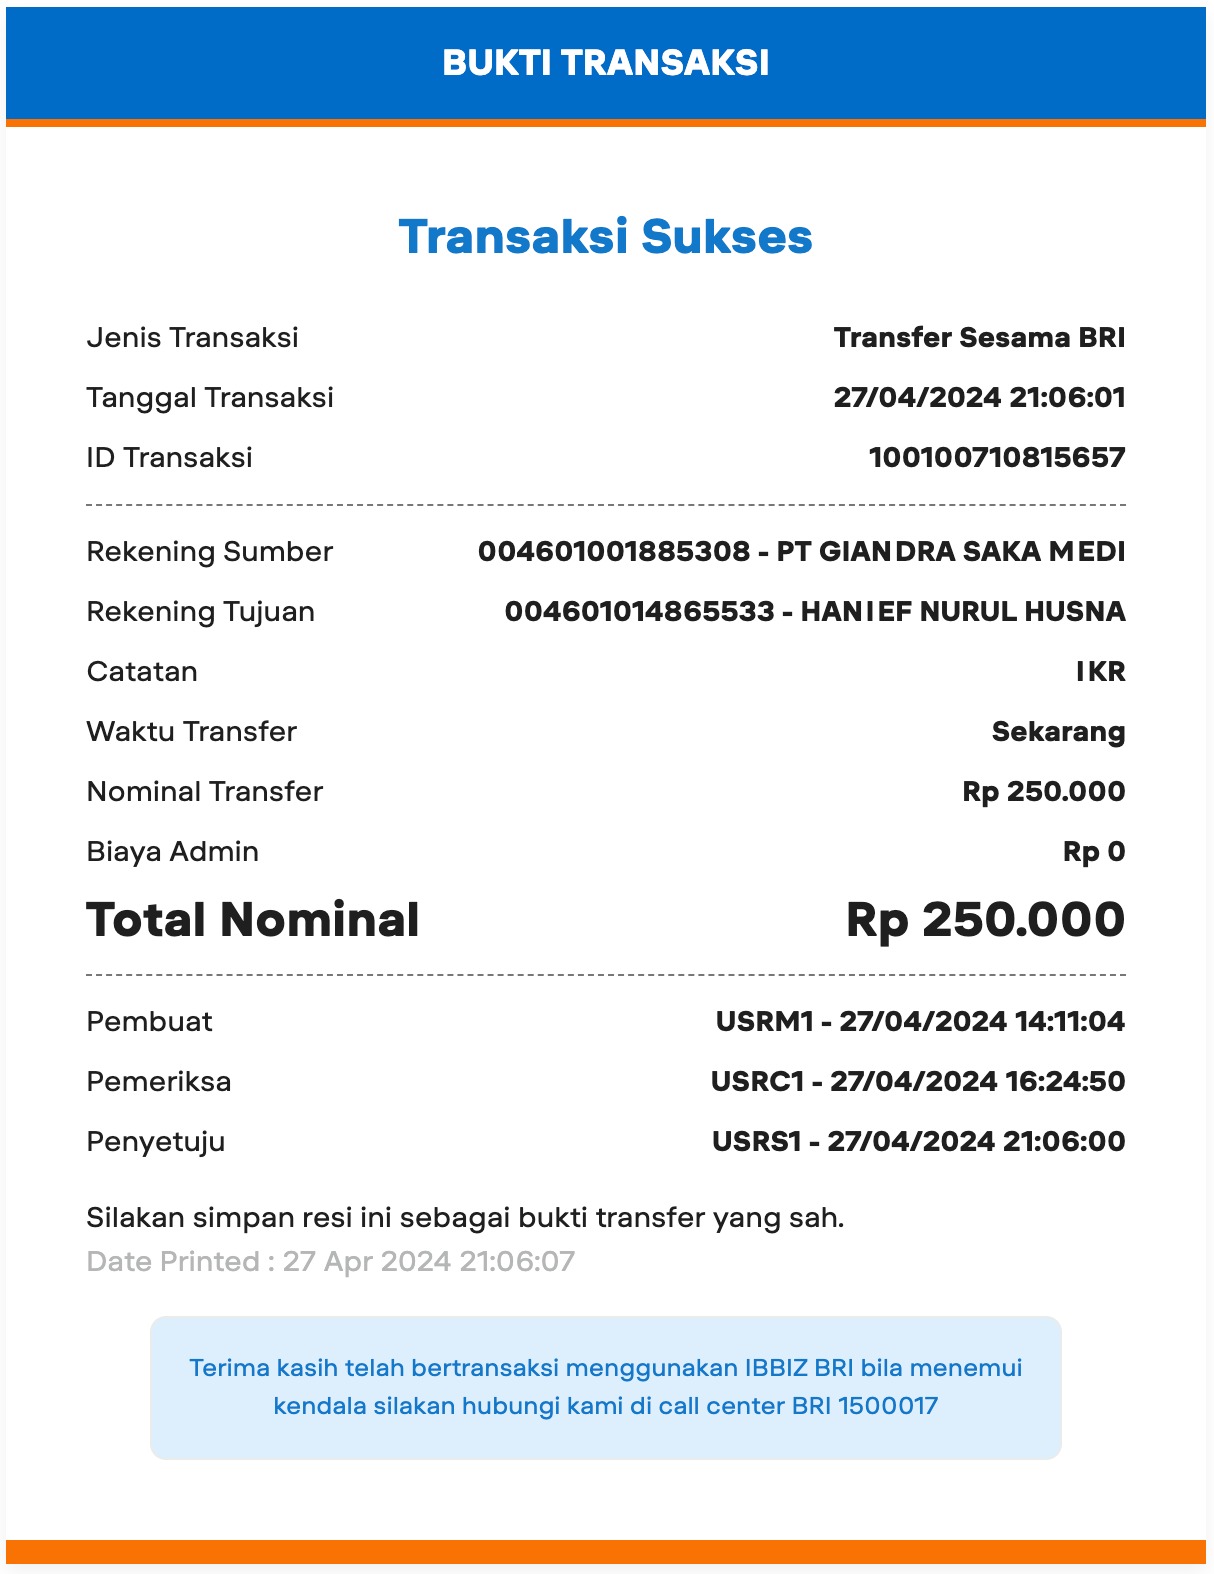 BUKTI TRANSAKSI
Transaksi Sukses
Jenis Transaksi Transfer Sesama BRI
Tanggal Transaksi 27/04/2024 21:06:01
ID Transaksi 100100710815657
Rekening Sumber 004601001885308 - PT GIANDRA SAKA MEDI
Rekening Tujuan 004601014865533 - HANIEF NURUL HUSNA
Catatan IKR
Waktu Transfer Sekarang
Nominal Transfer Rp 250.000
Biaya Admin Rp 0
Total Nominal Rp 250.000
Pembuat USRM1 - 27/04/2024 14:11:04
Pemeriksa USRC1 - 27/04/2024 16:24:50
Penyetuju USRS1 - 27/04/2024 21:06:00
Silakan simpan resi ini sebagai bukti transfer yang sah.
Date Printed : 27 Apr 2024 21:06:07
Terima kasih telah bertransaksi menggunakan IBBIZ BRI bila menemui
kendala silakan hubungi kami di call center BRI 1500017